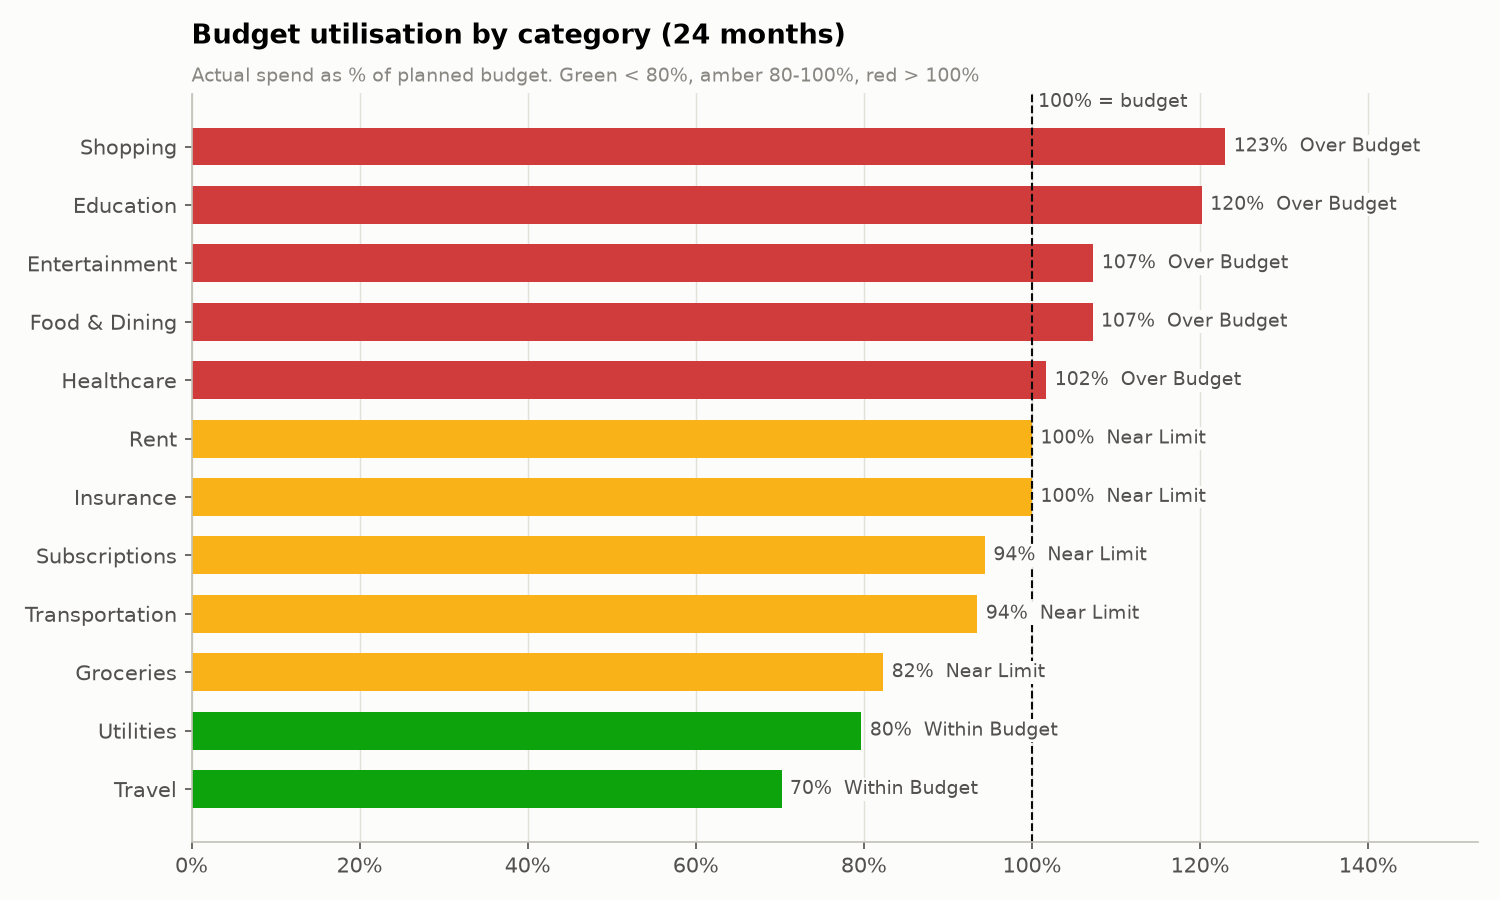 Budget utilisation by category (24 months)
Actual spend as % of planned budget. Green < 80%, amber 80-100%, red > 100%
100% = budget
Shopping 123% Over Budget
Education 120% Over Budget
Entertainment 107% Over Budget
Food & Dining 107% Over Budget
Healthcare 102% Over Budget
Rent 100% Near Limit
Insurance 100% Near Limit
Subscriptions 94% Near Limit
Transportation 94% Near Limit
Groceries 82% Near Limit
Utilities 80% Within Budget
Travel 70% Within Budget
0% 20% 40% 60% 80% 100% 120% 140%